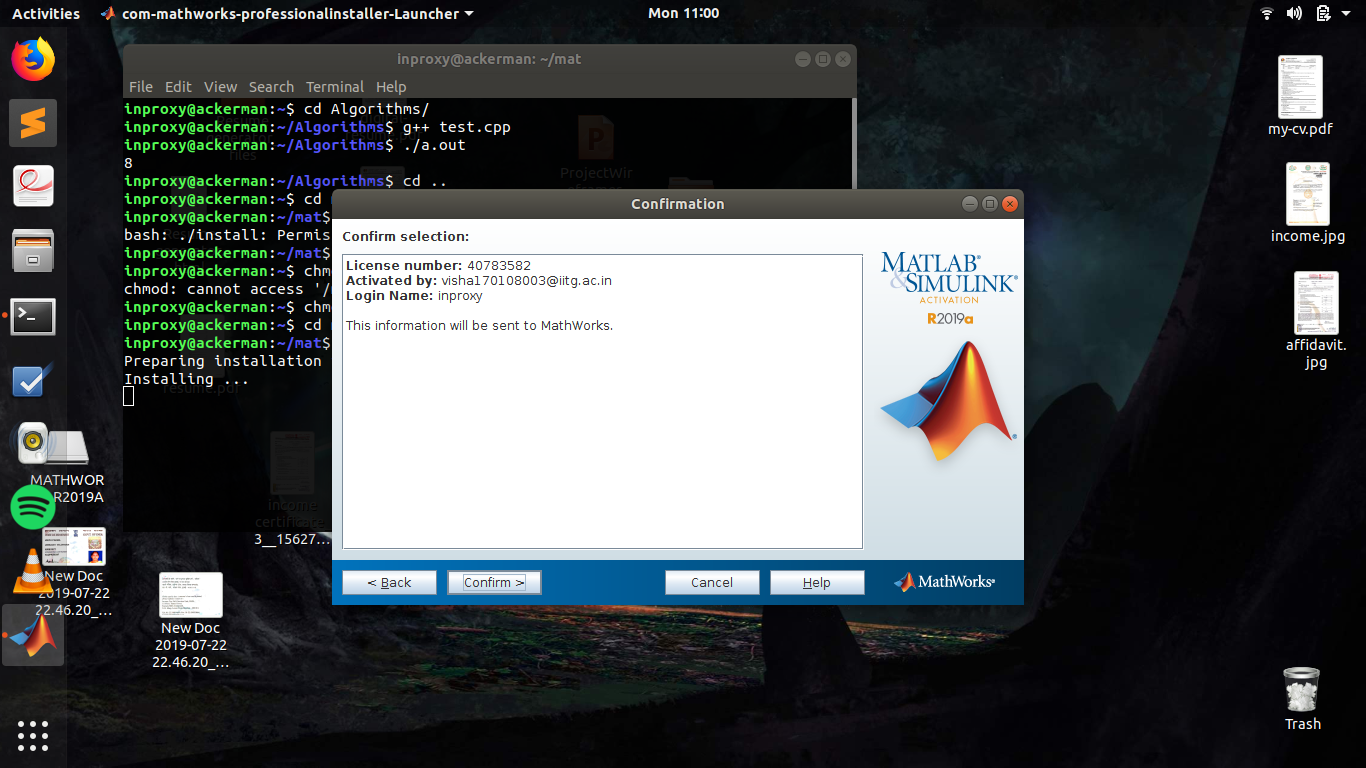 Activities
com-mathworks-professionalinstaller-Launcher
Mon 11:00
inproxy@ackerman: ~/mat
File Edit View Search Terminal Help
inproxy@ackerman:~$ cd Algorithms/
inproxy@ackerman:~/Algorithms$ g++ test.cpp
inproxy@ackerman:~/Algorithms$ ./a.out
8
inproxy@ackerman:~/Algorithms$ cd ..
inproxy@ackerman:~$ cd
inproxy@ackerman:~/mat$
bash: ./install: Permis
inproxy@ackerman:~/mat$
inproxy@ackerman:~$ chm
chmod: cannot access '/
inproxy@ackerman:~$ chm
inproxy@ackerman:~$ cd
inproxy@ackerman:~/mat$
Preparing installation
Installing ...
files
ProjectWir
resume.pdf
income
certificate
3__15627...
Confirmation
Confirm selection:
License number: 40783582
Activated by: visha170108003@iitg.ac.in
Login Name: inproxy
This information will be sent to MathWorks.
MATLAB®
&SIMULINK®
ACTIVATION
R2019a
< Back
Confirm >
Cancel
Help
MathWorks®
my-cv.pdf
income.jpg
affidavit.
jpg
Trash
MATHWOR
R2019A
New Doc
2019-07-22
22.46.20_...
New Doc
2019-07-22
22.46.20_...